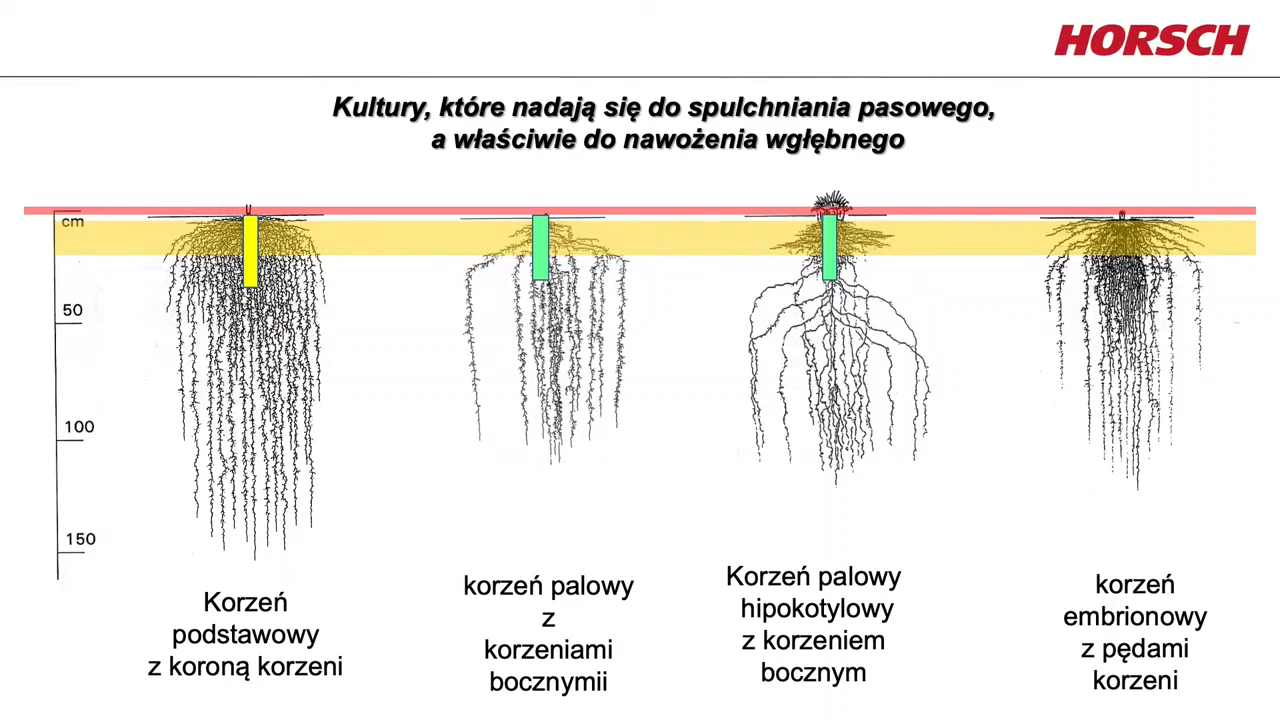 HORSCH
Kultury, które nadają się do spulchniania pasowego,
a właściwie do nawożenia wgłębnego
cm
50
100
150
Korzeń
podstawowy
z koroną korzeni
korzeń palowy
z
korzeniami
bocznymii
Korzeń palowy
hipokotylowy
z korzeniem
bocznym
korzeń
embrionowy
z pędami
korzeni